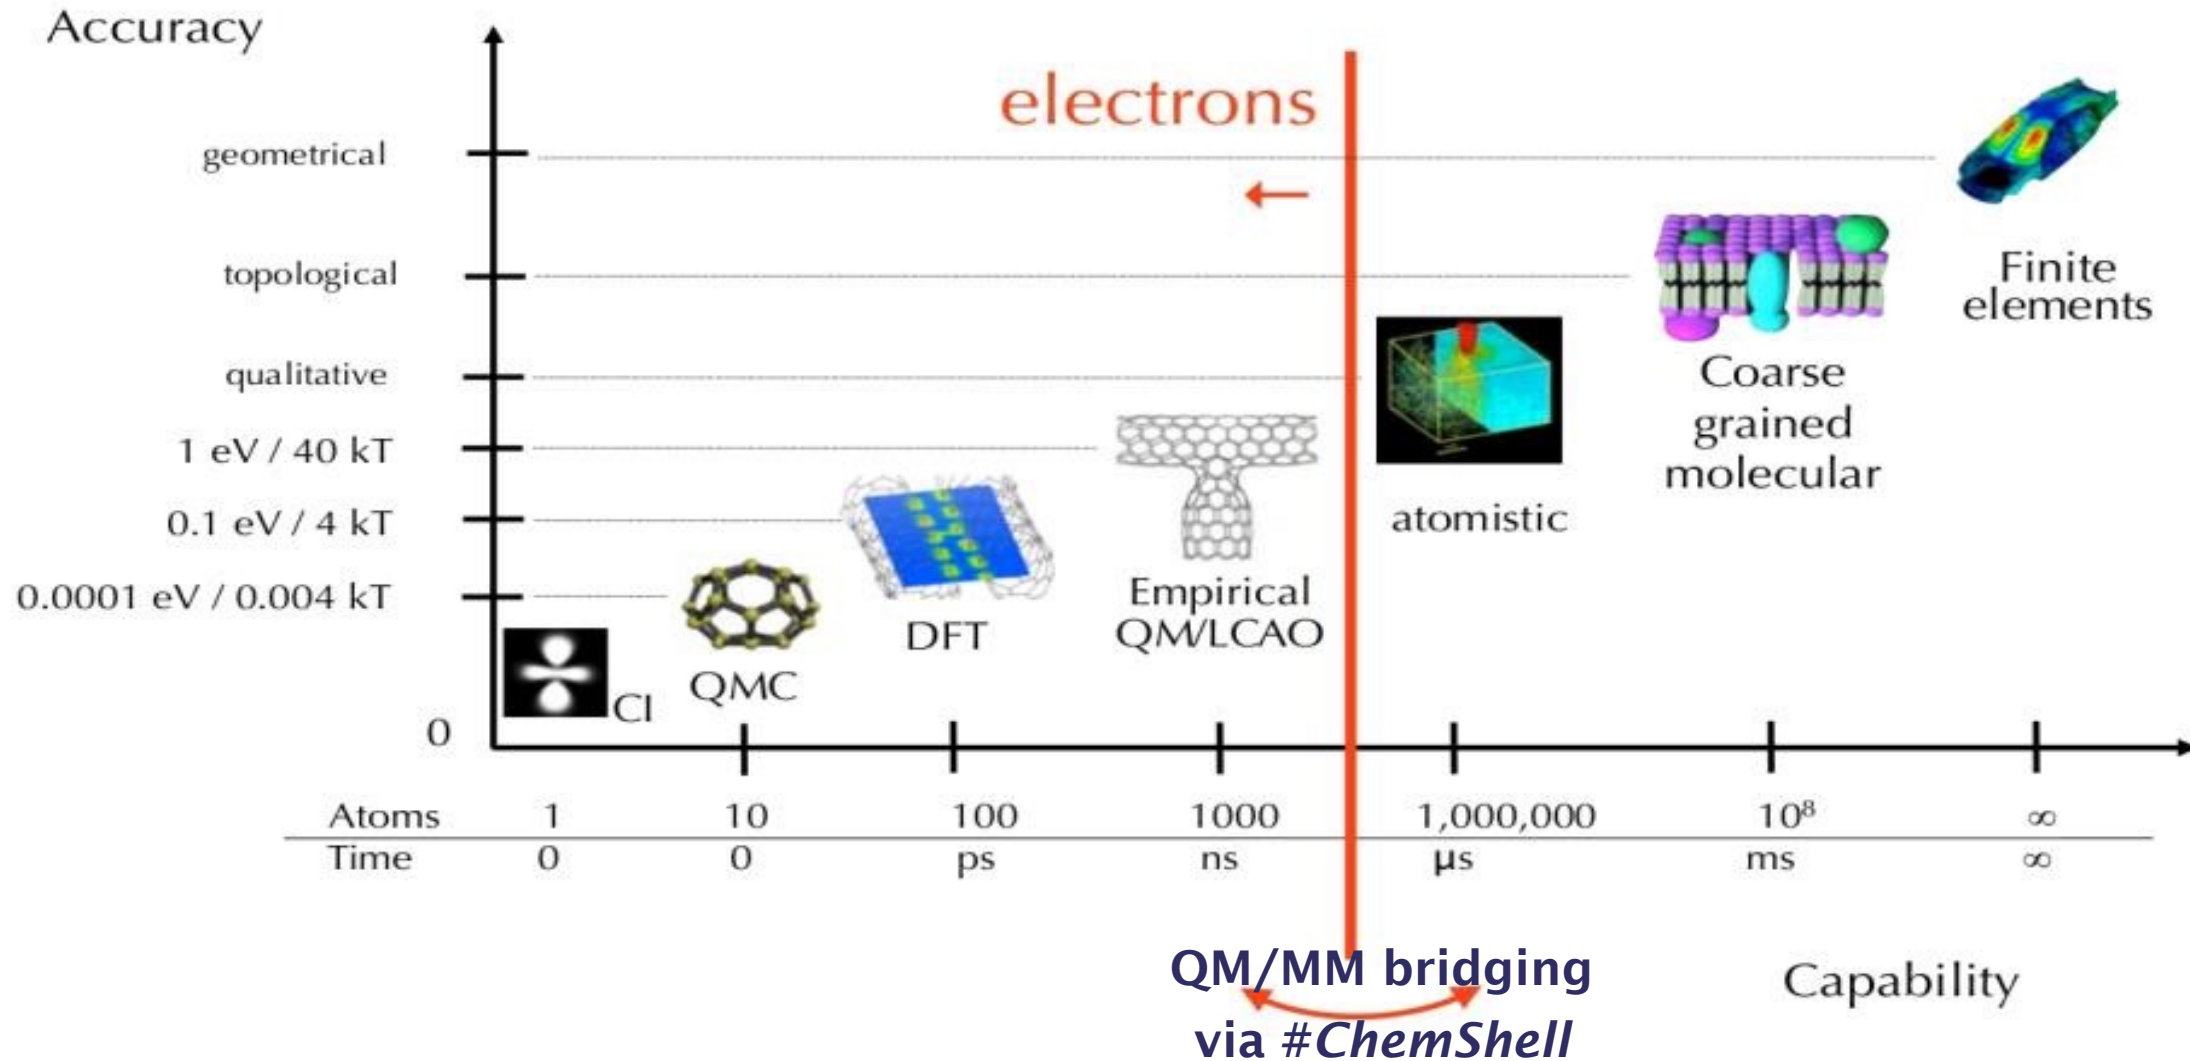 Accuracy
electrons
geometrical
topological
qualitative
1 eV / 40 kT
0.1 eV / 4 kT
0.0001 eV / 0.004 kT
0
CI
QMC
DFT
Empirical
QM/LCAO
atomistic
Coarse
grained
molecular
Finite
elements
Atoms 1 10 100 1000 1,000,000 10⁸ ∞
Time 0 0 ps ns µs ms ∞
QM/MM bridging
via #ChemShell
Capability